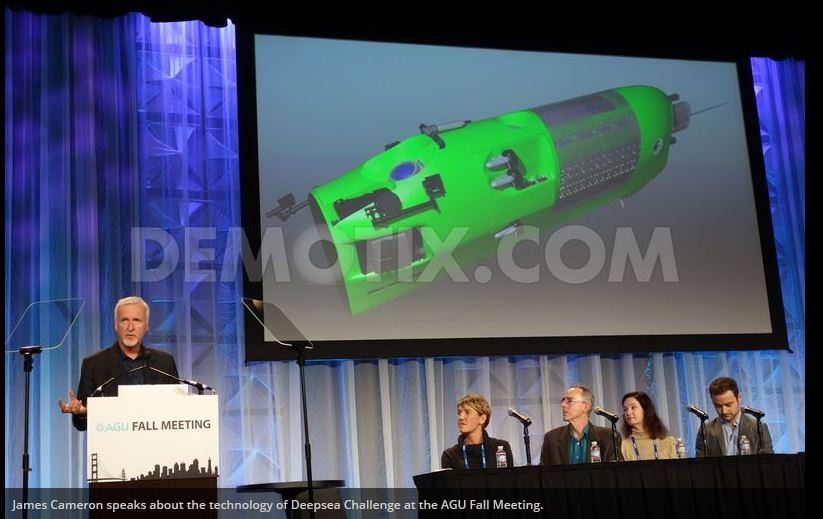 DEMOTIX.COM
AGU FALL MEETING
James Cameron speaks about the technology of Deepsea Challenge at the AGU Fall Meeting.